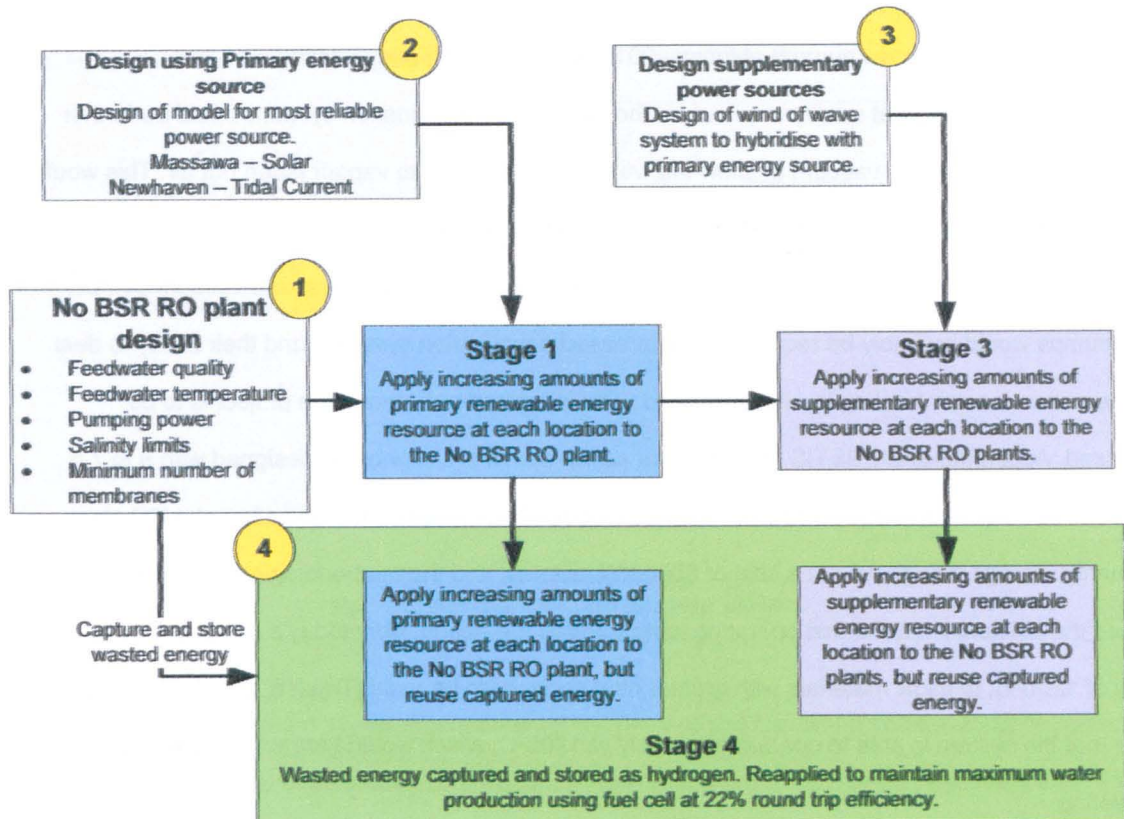 2
Design using Primary energy
source
Design of model for most reliable
power source.
Massawa – Solar
Newhaven – Tidal Current
3
Design supplementary
power sources
Design of wind of wave
system to hybridise with
primary energy source.
1
No BSR RO plant
design
• Feedwater quality
• Feedwater temperature
• Pumping power
• Salinity limits
• Minimum number of
membranes
Stage 1
Apply increasing amounts of
primary renewable energy
resource at each location to
the No BSR RO plant.
Stage 3
Apply increasing amounts of
supplementary renewable energy
resource at each location to the
No BSR RO plants.
4
Capture and store
wasted energy
Apply increasing amounts of
primary renewable energy
resource at each location to
the No BSR RO plant, but
reuse captured energy.
Apply increasing amounts of
supplementary renewable
energy resource at each
location to the No BSR RO
plants, but reuse captured
energy.
Stage 4
Wasted energy captured and stored as hydrogen. Reapplied to maintain maximum water
production using fuel cell at 22% round trip efficiency.